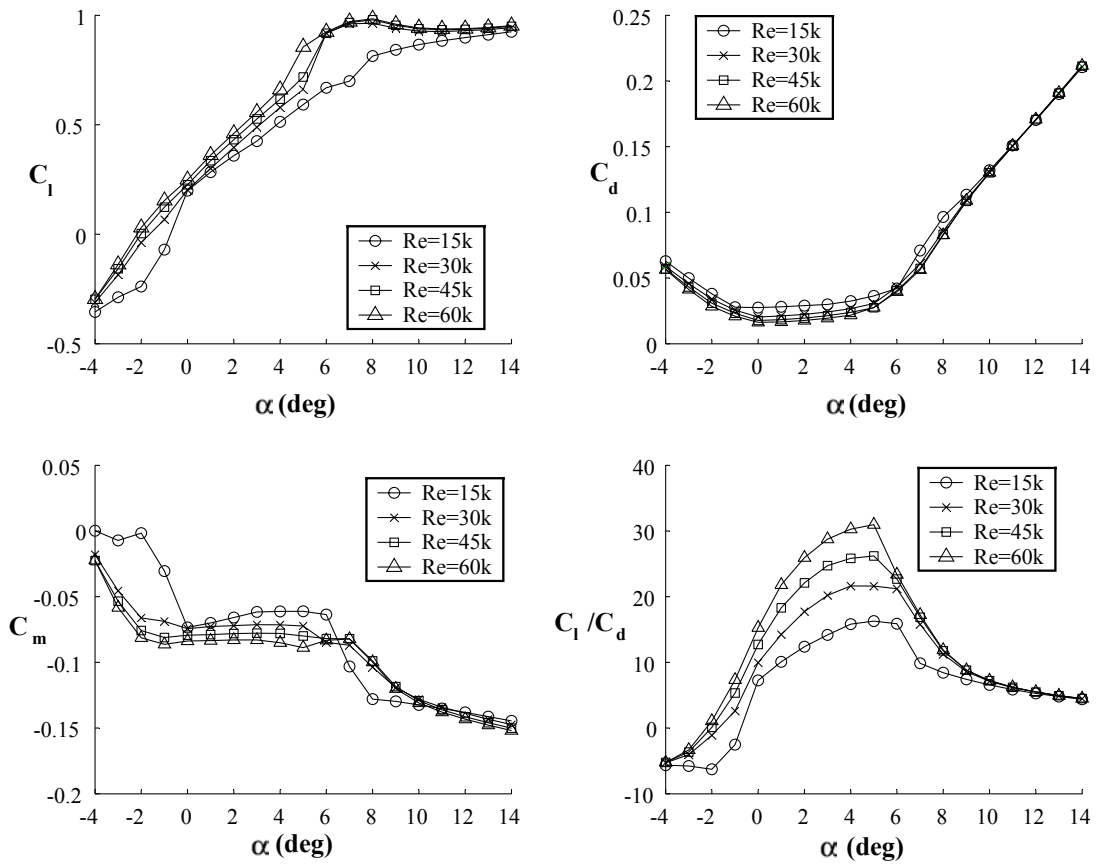 1
0.5
C_l
0
-0.5
-4 -2 0 2 4 6 8 10 12 14
α (deg)
Re=15k
Re=30k
Re=45k
Re=60k
0.25
0.2
0.15
C_d
0.1
0.05
0
-4 -2 0 2 4 6 8 10 12 14
α (deg)
Re=15k
Re=30k
Re=45k
Re=60k
0.05
0
-0.05
C_m
-0.1
-0.15
-0.2
-4 -2 0 2 4 6 8 10 12 14
α (deg)
Re=15k
Re=30k
Re=45k
Re=60k
40
30
20
C_l /C_d
10
0
-10
-4 -2 0 2 4 6 8 10 12 14
α (deg)
Re=15k
Re=30k
Re=45k
Re=60k